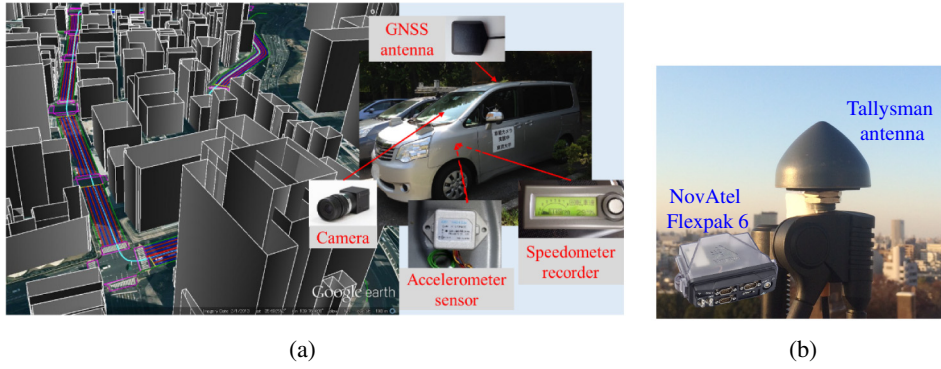 GNSS
antenna
Camera
Accelerometer
sensor
Speedometer
recorder
Google earth
Tallysman
antenna
NovAtel
Flexpak 6
(a)
(b)